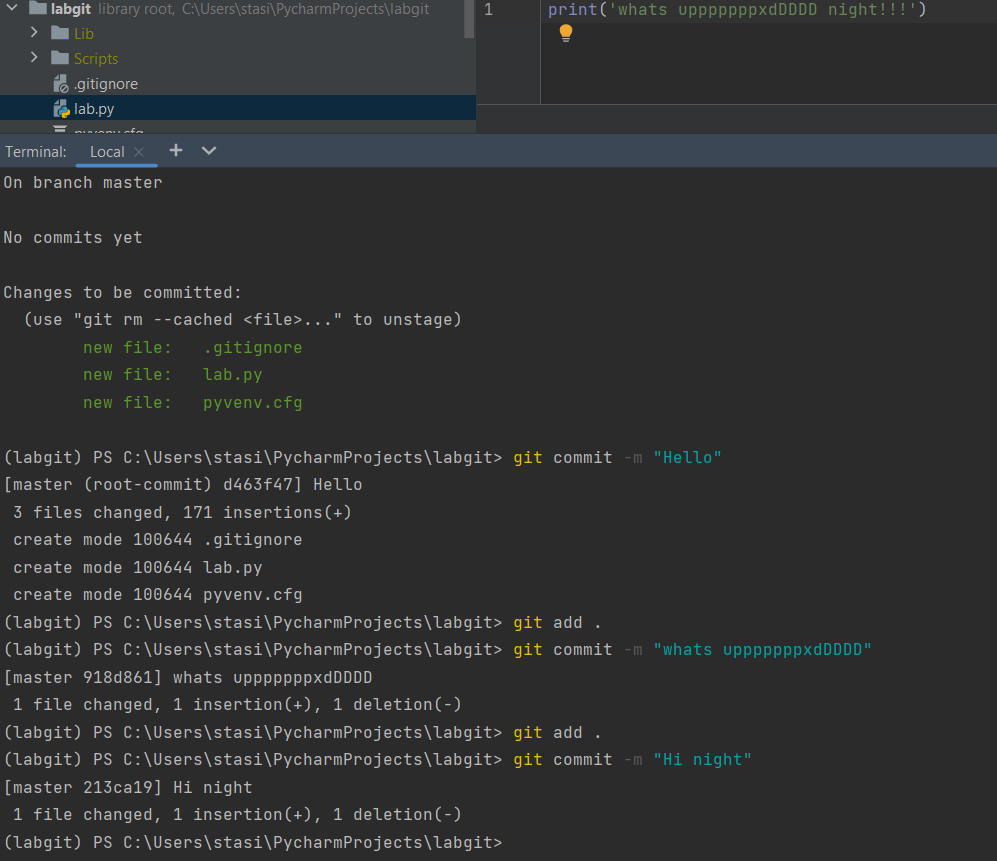 labgit library root, C:\Users\stasi\PycharmProjects\labgit
Lib
Scripts
.gitignore
lab.py
pyvenv.cfg
1 print('whats upppppppxdDDDD night!!!')
Terminal: Local × +
On branch master
No commits yet
Changes to be committed:
(use "git rm --cached <file>..." to unstage)
new file: .gitignore
new file: lab.py
new file: pyvenv.cfg
(labgit) PS C:\Users\stasi\PycharmProjects\labgit> git commit -m "Hello"
[master (root-commit) d463f47] Hello
3 files changed, 171 insertions(+)
create mode 100644 .gitignore
create mode 100644 lab.py
create mode 100644 pyvenv.cfg
(labgit) PS C:\Users\stasi\PycharmProjects\labgit> git add .
(labgit) PS C:\Users\stasi\PycharmProjects\labgit> git commit -m "whats upppppppxdDDDD"
[master 918d861] whats upppppppxdDDDD
1 file changed, 1 insertion(+), 1 deletion(-)
(labgit) PS C:\Users\stasi\PycharmProjects\labgit> git add .
(labgit) PS C:\Users\stasi\PycharmProjects\labgit> git commit -m "Hi night"
[master 213ca19] Hi night
1 file changed, 1 insertion(+), 1 deletion(-)
(labgit) PS C:\Users\stasi\PycharmProjects\labgit>